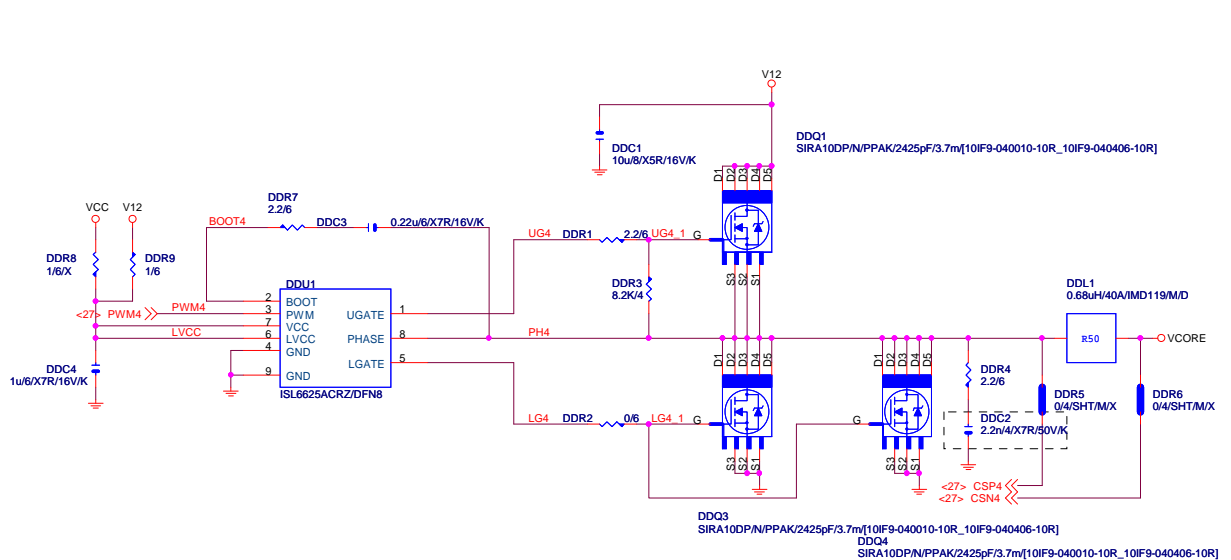 V12
DDC1
10u/8/X5R/16V/K
DDQ1
SIRA10DP/N/PPAK/2425pF/3.7m/[10IF9-040010-10R_10IF9-040406-10R]
D1
D2
D3
D4
D5
G
S3
S2
S1
VCC
V12
DDR8
1/6/X
DDR9
1/6
BOOT4
DDR7
2.2/6
DDC3
0.22u/6/X7R/16V/K
UG4
DDR1
2.2/6
UG4_1
DDR3
8.2K/4
DDU1
2
BOOT
3
PWM
7
VCC
6
LVCC
4
GND
9
GND
UGATE
1
PHASE
8
LGATE
5
ISL6625ACRZ/DFN8
<27>
PWM4
PWM4
LVCC
DDC4
1u/6/X7R/16V/K
PH4
LG4
DDR2
0/6
LG4_1
D1
D2
D3
D4
D5
G
S3
S2
S1
D1
D2
D3
D4
D5
G
S3
S2
S1
DDL1
0.68uH/40A/IMD119/M/D
R50
VCORE
DDR4
2.2/6
DDC2
2.2n/4/X7R/50V/K
DDR5
0/4/SHT/M/X
DDR6
0/4/SHT/M/X
<27> CSP4
<27> CSN4
DDQ3
SIRA10DP/N/PPAK/2425pF/3.7m/[10IF9-040010-10R_10IF9-040406-10R]
DDQ4
SIRA10DP/N/PPAK/2425pF/3.7m/[10IF9-040010-10R_10IF9-040406-10R]